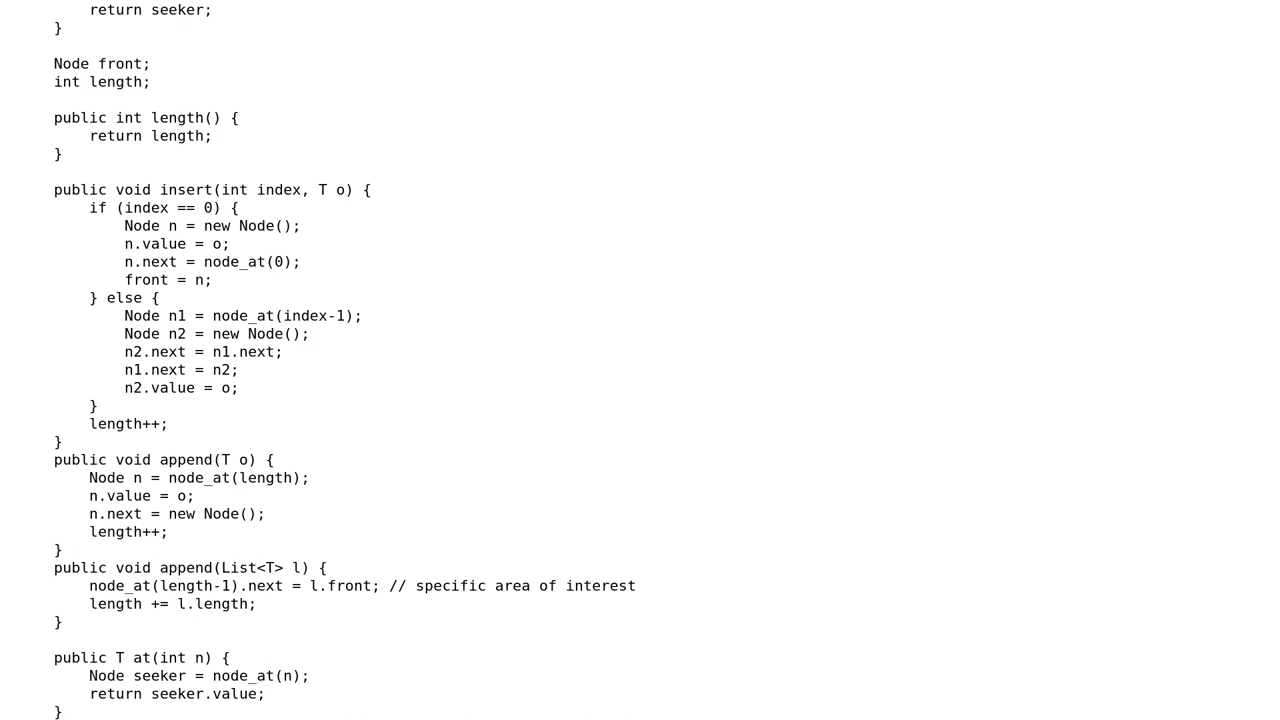 return seeker;
    }

    Node front;
    int length;

    public int length() {
        return length;
    }

    public void insert(int index, T o) {
        if (index == 0) {
            Node n = new Node();
            n.value = o;
            n.next = node_at(0);
            front = n;
        } else {
            Node n1 = node_at(index-1);
            Node n2 = new Node();
            n2.next = n1.next;
            n1.next = n2;
            n2.value = o;
        }
        length++;
    }
    public void append(T o) {
        Node n = node_at(length);
        n.value = o;
        n.next = new Node();
        length++;
    }
    public void append(List<T> l) {
        node_at(length-1).next = l.front; // specific area of interest
        length += l.length;
    }

    public T at(int n) {
        Node seeker = node_at(n);
        return seeker.value;
    }